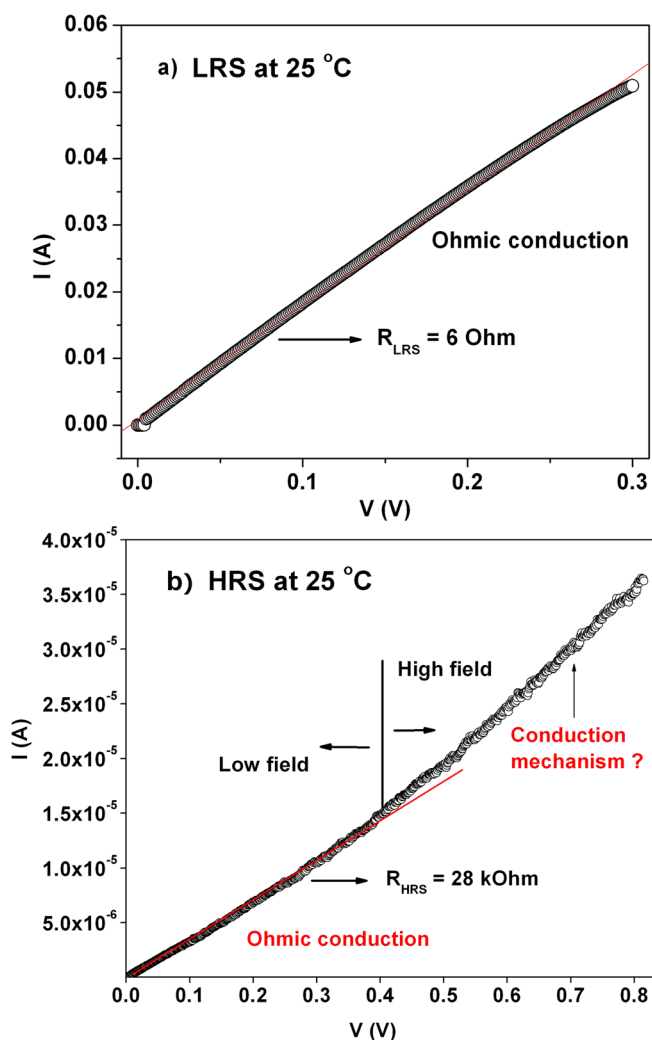 0.06
a) LRS at 25 °C
0.05
0.04
I (A)
0.03
Ohmic conduction
0.02
R_LRS = 6 Ohm
0.01
0.00
0.0 0.1 0.2 0.3
V (V)
4.0x10^-5
b) HRS at 25 °C
3.5x10^-5
3.0x10^-5
High field
2.5x10^-5
I (A)
Low field
Conduction
mechanism ?
2.0x10^-5
1.5x10^-5
1.0x10^-5
R_HRS = 28 kOhm
5.0x10^-6
Ohmic conduction
0.0 0.1 0.2 0.3 0.4 0.5 0.6 0.7 0.8
V (V)